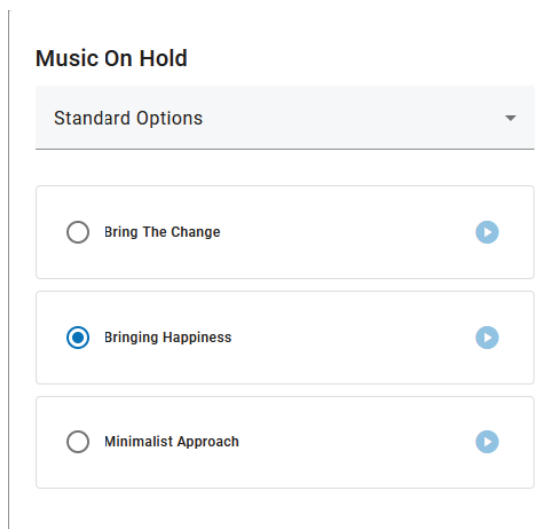 Music On Hold
Standard Options
Bring The Change
Bringing Happiness
Minimalist Approach